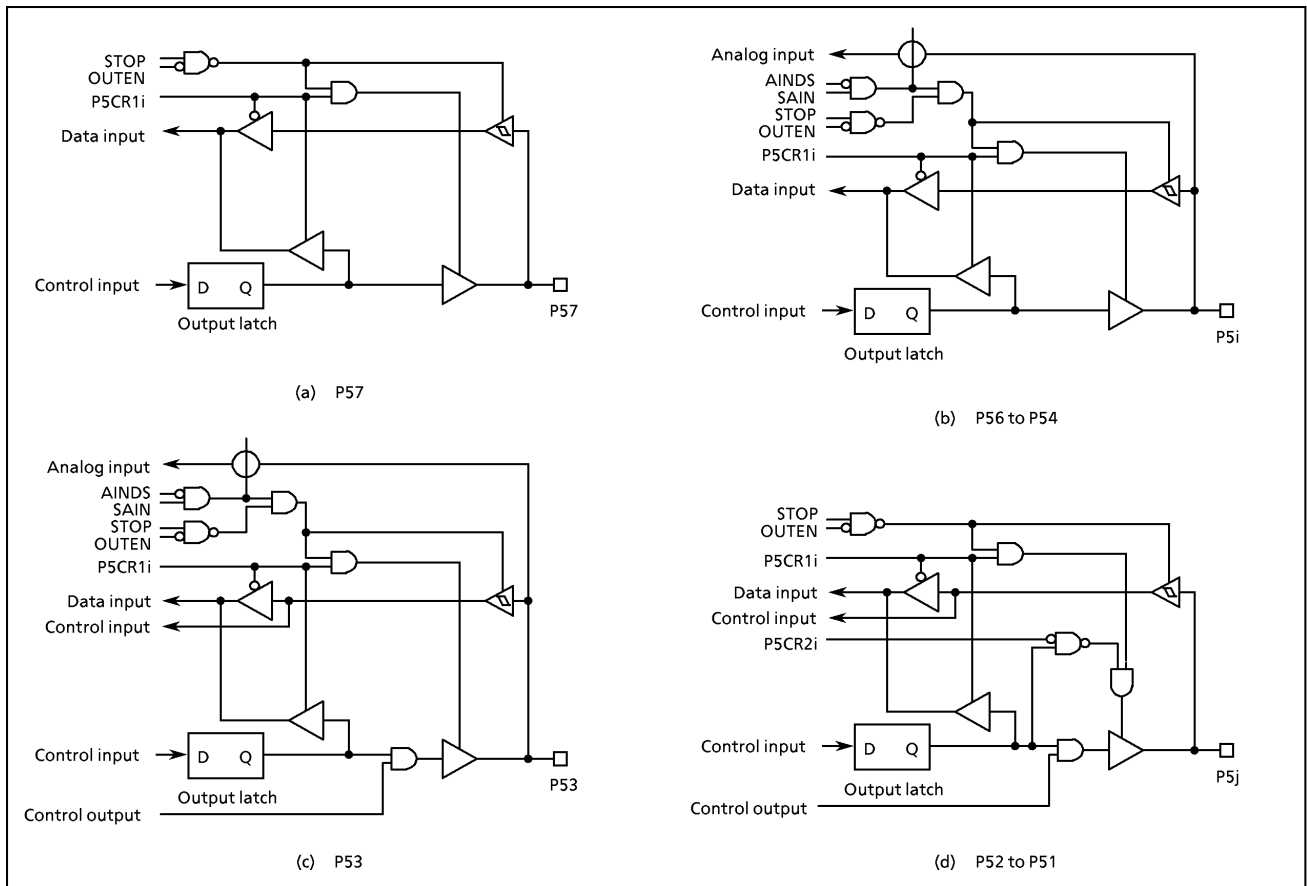 STOP
OUTEN
P5CR1i
Data input
Control input
D Q
Output latch
P57
(a) P57
Analog input
AINDS
SAIN
STOP
OUTEN
P5CR1i
Data input
Control input
D Q
Output latch
P5i
(b) P56 to P54
Analog input
AINDS
SAIN
STOP
OUTEN
P5CR1i
Data input
Control input
Control input
D Q
Output latch
Control output
P53
(c) P53
STOP
OUTEN
P5CR1i
Data input
Control input
P5CR2i
Control input
D Q
Output latch
Control output
P5j
(d) P52 to P51